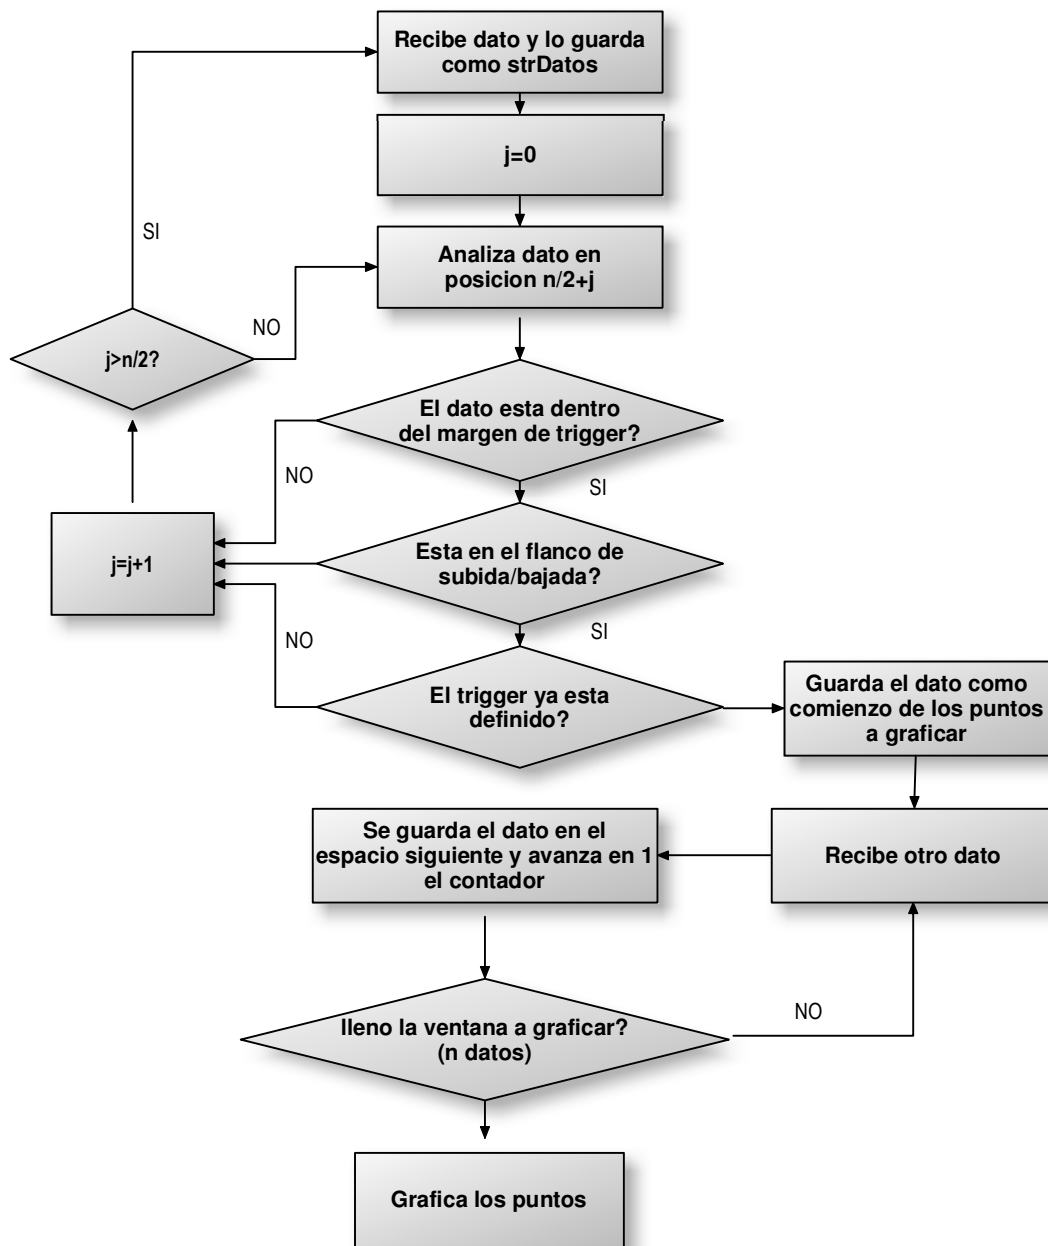 Recibe dato y lo guarda
como strDatos
j=0
SI
Analiza dato en
posicion n/2+j
NO
j>n/2?
El dato esta dentro
del margen de trigger?
NO
SI
j=j+1
Esta en el flanco de
subida/bajada?
SI
NO
El trigger ya esta
definido?
Guarda el dato como
comienzo de los puntos
a graficar
Se guarda el dato en el
espacio siguiente y avanza en 1
el contador
Recibe otro dato
NO
lleno la ventana a graficar?
(n datos)
Grafica los puntos